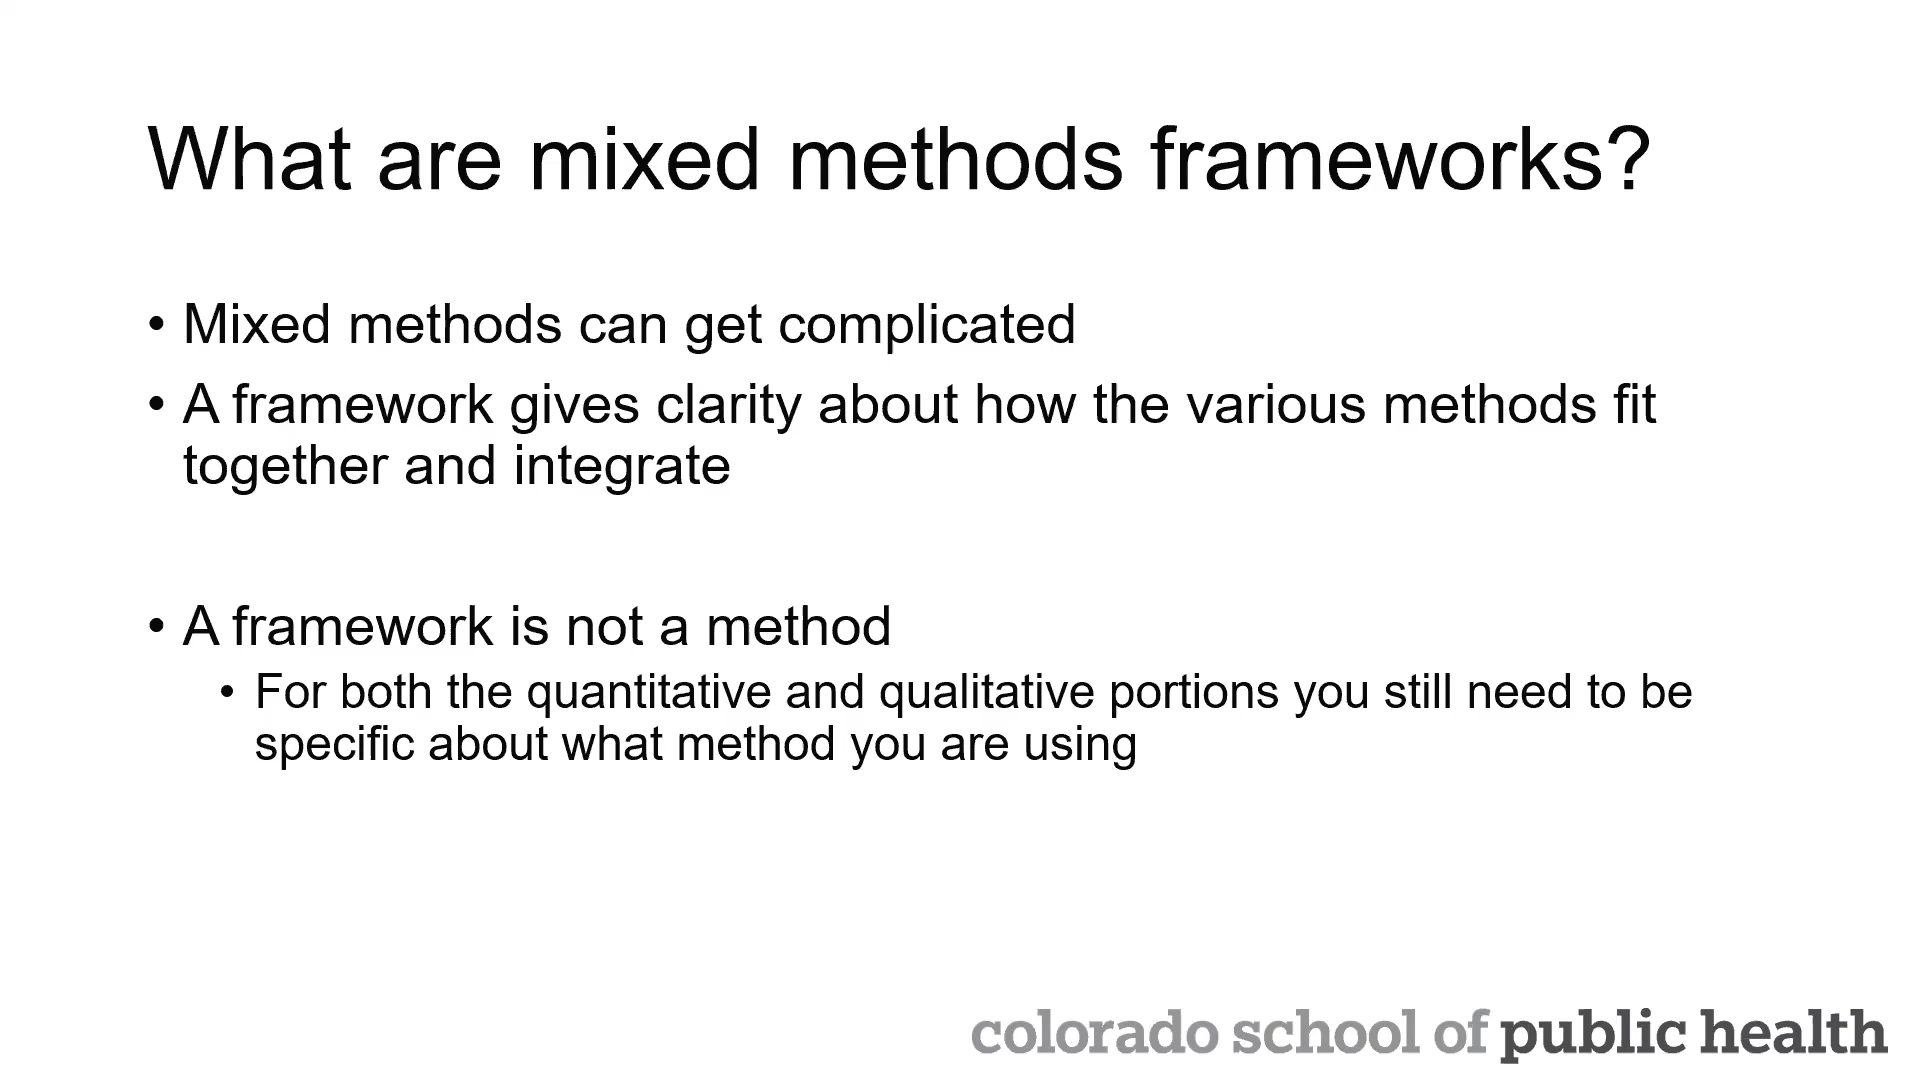 What are mixed methods frameworks?
• Mixed methods can get complicated
• A framework gives clarity about how the various methods fit
together and integrate
• A framework is not a method
• For both the quantitative and qualitative portions you still need to be
specific about what method you are using
colorado school of public health